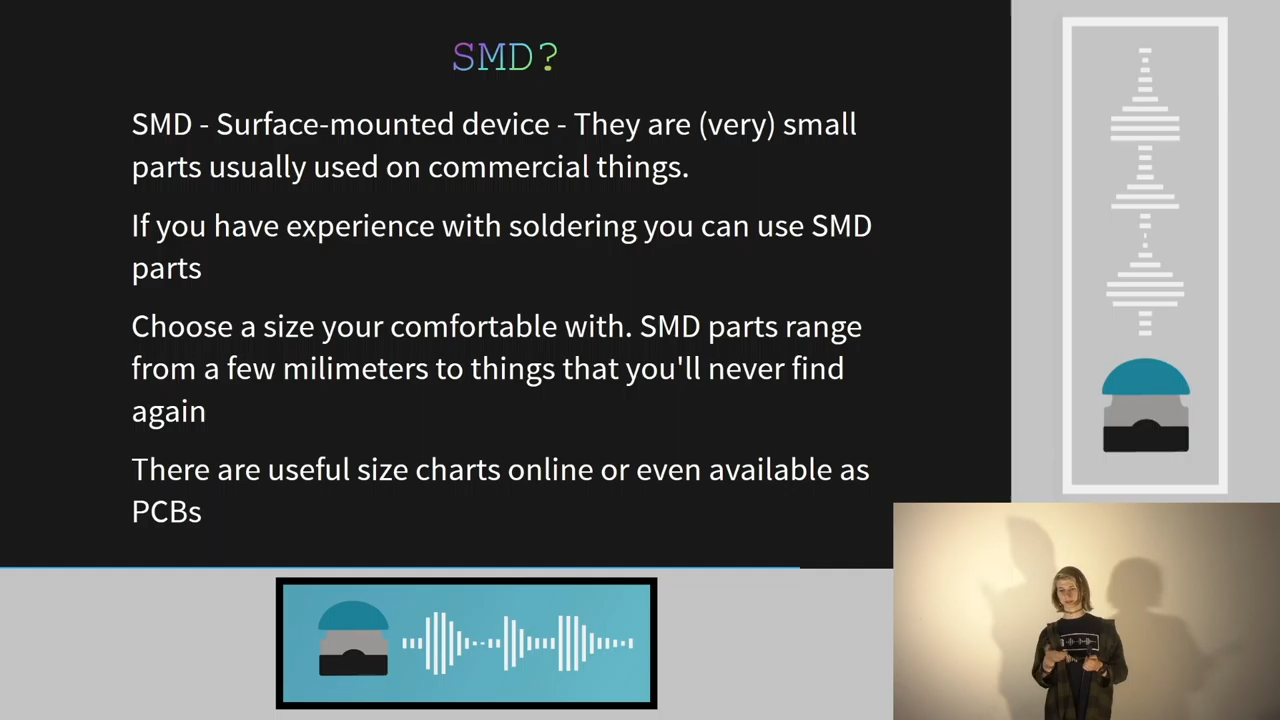 SMD?
SMD - Surface-mounted device - They are (very) small
parts usually used on commercial things.
If you have experience with soldering you can use SMD
parts
Choose a size your comfortable with. SMD parts range
from a few milimeters to things that you'll never find
again
There are useful size charts online or even available as
PCBs